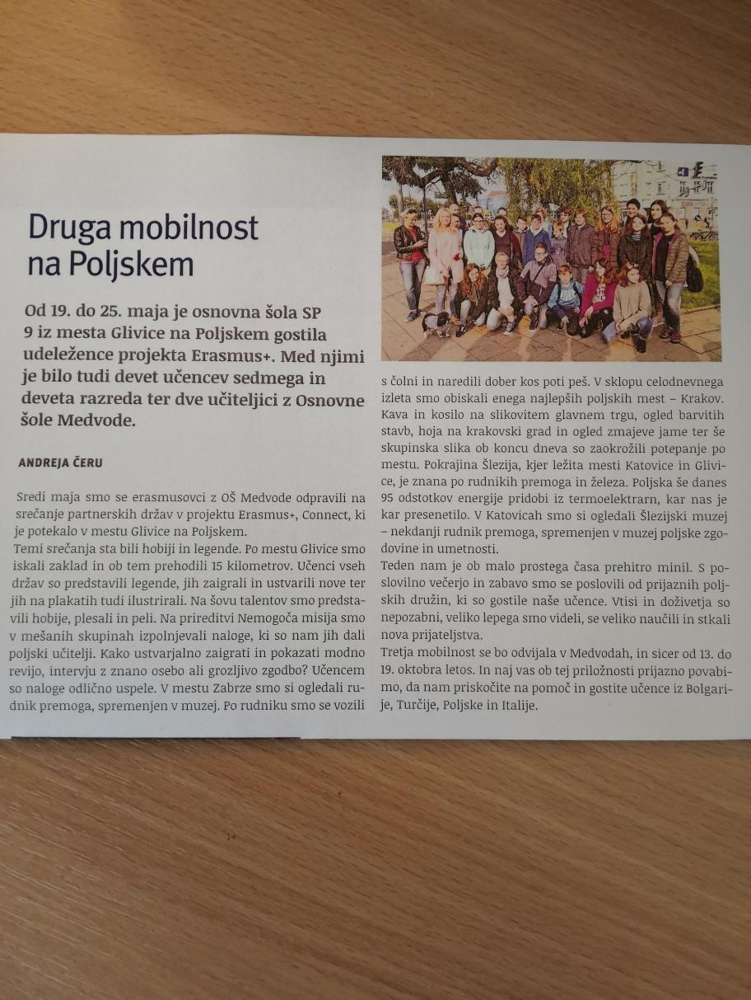 Druga mobilnost
na Poljskem
Od 19. do 25. maja je osnovna šola SP
9 iz mesta Glivice na Poljskem gostila
udeležence projekta Erasmus+. Med njimi
je bilo tudi devet učencev sedmega in
deveta razreda ter dve učiteljici z Osnovne
šole Medvode.
ANDREJA ČERU
Sredi maja smo se erasmusovci z OŠ Medvode odpravili na
srečanje partnerskih držav v projektu Erasmus+, Connect, ki
je potekalo v mestu Glivice na Poljskem.
Temi srečanja sta bili hobiji in legende. Po mestu Glivice smo
iskali zaklad in ob tem prehodili 15 kilometrov. Učenci vseh
držav so predstavili legende, jih zaigrali in ustvarili nove ter
jih na plakatih tudi ilustrirali. Na šovu talentov smo predsta-
vili hobije, plesali in peli. Na prireditvi Nemogoča misija smo
v mešanih skupinah izpolnjevali naloge, ki so nam jih dali
poljski učitelji. Kako ustvarjalno zaigrati in pokazati modno
revijo, intervju z znano osebo ali grozljivo zgodbo? Učencem
so naloge odlično uspele. V mestu Zabrze smo si ogledali ru-
dnik premoga, spremenjen v muzej. Po rudniku smo se vozili
s čolni in naredili dober kos poti peš. V sklopu celodnevnega
izleta smo obiskali enega najlepših poljskih mest – Krakov.
Kava in kosilo na slikovitem glavnem trgu, ogled barvitih
stavb, hoja na krakovski grad in ogled zmajeve jame ter še
skupinska slika ob koncu dneva so zaokrožili potepanje po
mestu. Pokrajina Šlezija, kjer ležita mesti Katovice in Glivi-
ce, je znana po rudnikih premoga in železa. Poljska še danes
95 odstotkov energije pridobi iz termoelektrarn, kar nas je
kar presenetilo. V Katovicah smo si ogledali Šlezijski muzej
– nekdanji rudnik premoga, spremenjen v muzej poljske zgo-
dovine in umetnosti.
Teden nam je ob malo prostega časa prehitro minil. S po-
slovilno večerjo in zabavo smo se poslovili od prijaznih polj-
skih družin, ki so gostile naše učence. Vtisi in doživetja so
nepozabni, veliko lepega smo videli, se veliko naučili in stkali
nova prijateljstva.
Tretja mobilnost se bo odvijala v Medvodah, in sicer od 13. do
19. oktobra letos. In naj vas ob tej priložnosti prijazno povabi-
mo, da nam priskočite na pomoč in gostite učence iz Bolgari-
je, Turčije, Poljske in Italije.